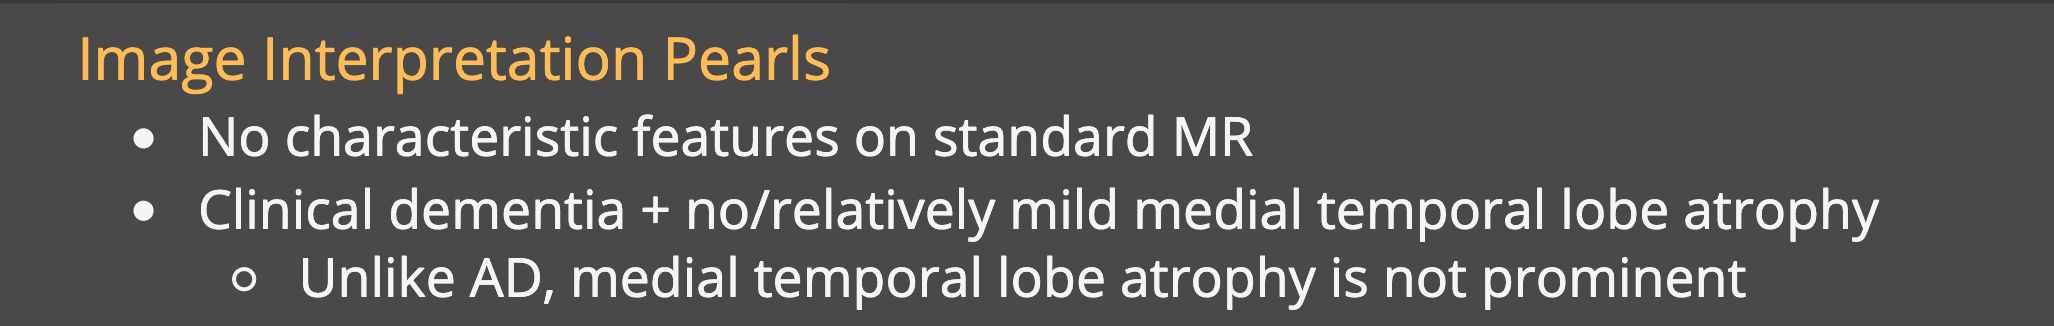 Image Interpretation Pearls
• No characteristic features on standard MR
• Clinical dementia + no/relatively mild medial temporal lobe atrophy
○ Unlike AD, medial temporal lobe atrophy is not prominent